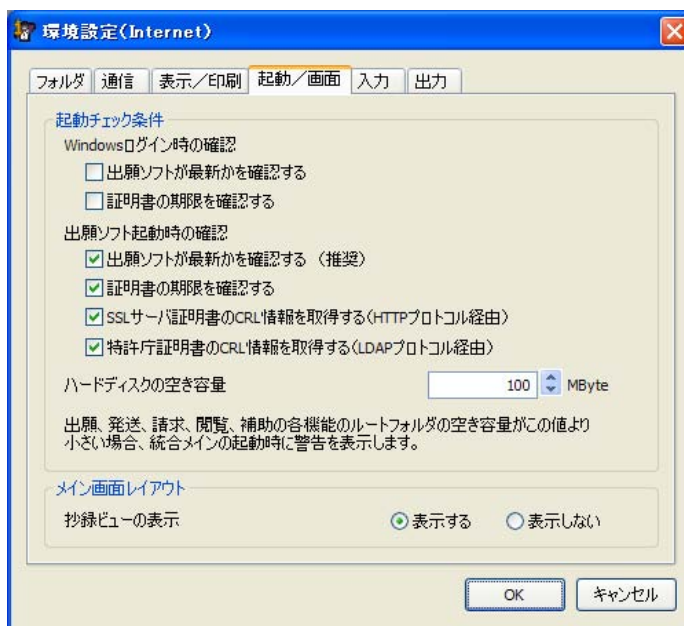 環境設定(Internet)
フォルダ 通信 表示／印刷 起動／画面 入力 出力
起動チェック条件
Windowsログイン時の確認
出願ソフトが最新かを確認する
証明書の期限を確認する
出願ソフト起動時の確認
出願ソフトが最新かを確認する (推奨)
証明書の期限を確認する
SSLサーバ証明書のCRL情報を取得する(HTTPプロトコル経由)
特許庁証明書のCRL情報を取得する(LDAPプロトコル経由)
ハードディスクの空き容量 100 MByte
出願、発送、請求、閲覧、補助の各機能のルートフォルダの空き容量がこの値より
小さい場合、統合メインの起動時に警告を表示します。
メイン画面レイアウト
抄録ビューの表示 表示する 表示しない
OK キャンセル